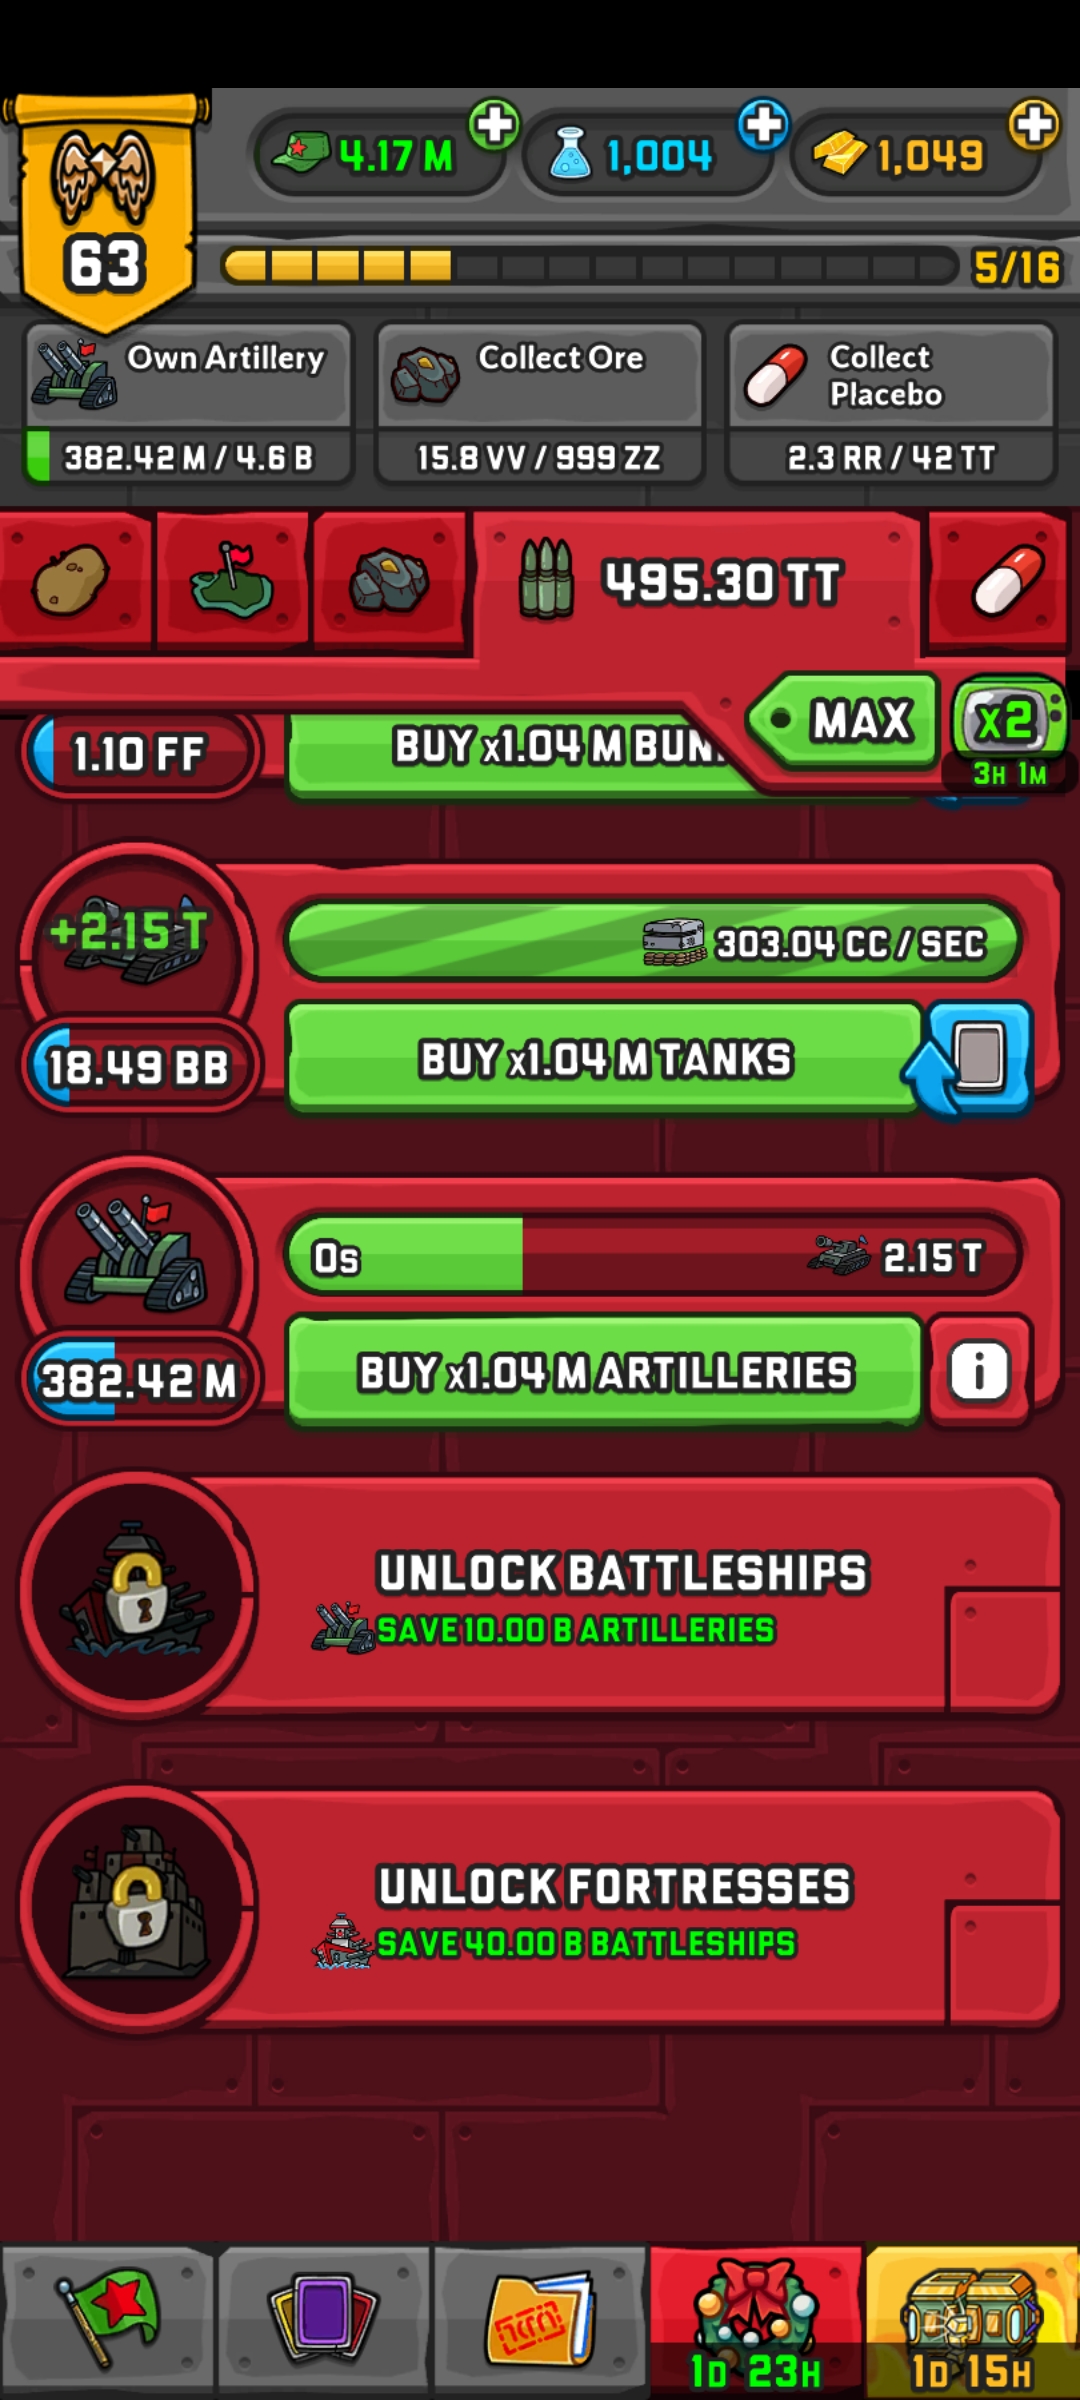 4.17 M
1,004
1,049
63
5/16
Own Artillery
382.42 M / 4.6 B
Collect Ore
15.8 VV / 999 ZZ
Collect
Placebo
2.3 RR / 42 TT
495.30 TT
MAX
x2
3H 1M
1.10 FF
BUY x1.04 M BUN
+2.15 T
303.04 CC / SEC
18.49 BB
BUY x1.04 M TANKS
0s
2.15 T
382.42 M
BUY x1.04 M ARTILLERIES
i
UNLOCK BATTLESHIPS
SAVE 10.00 B ARTILLERIES
UNLOCK FORTRESSES
SAVE 40.00 B BATTLESHIPS
1D 23H
1D 15H